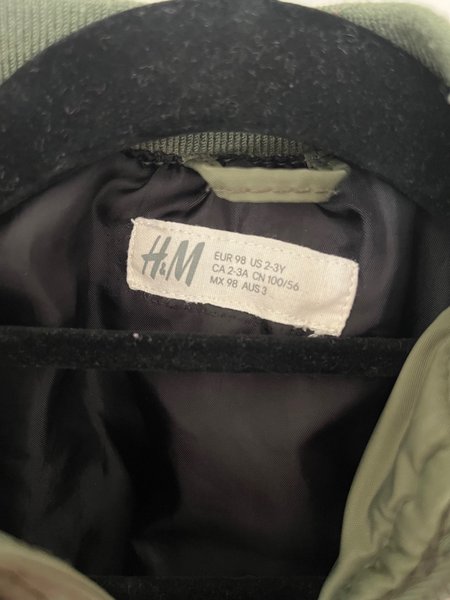 H&M
EUR 98 US 2-3Y
CA 2-3A CN 100/56
MX 98 AUS 3